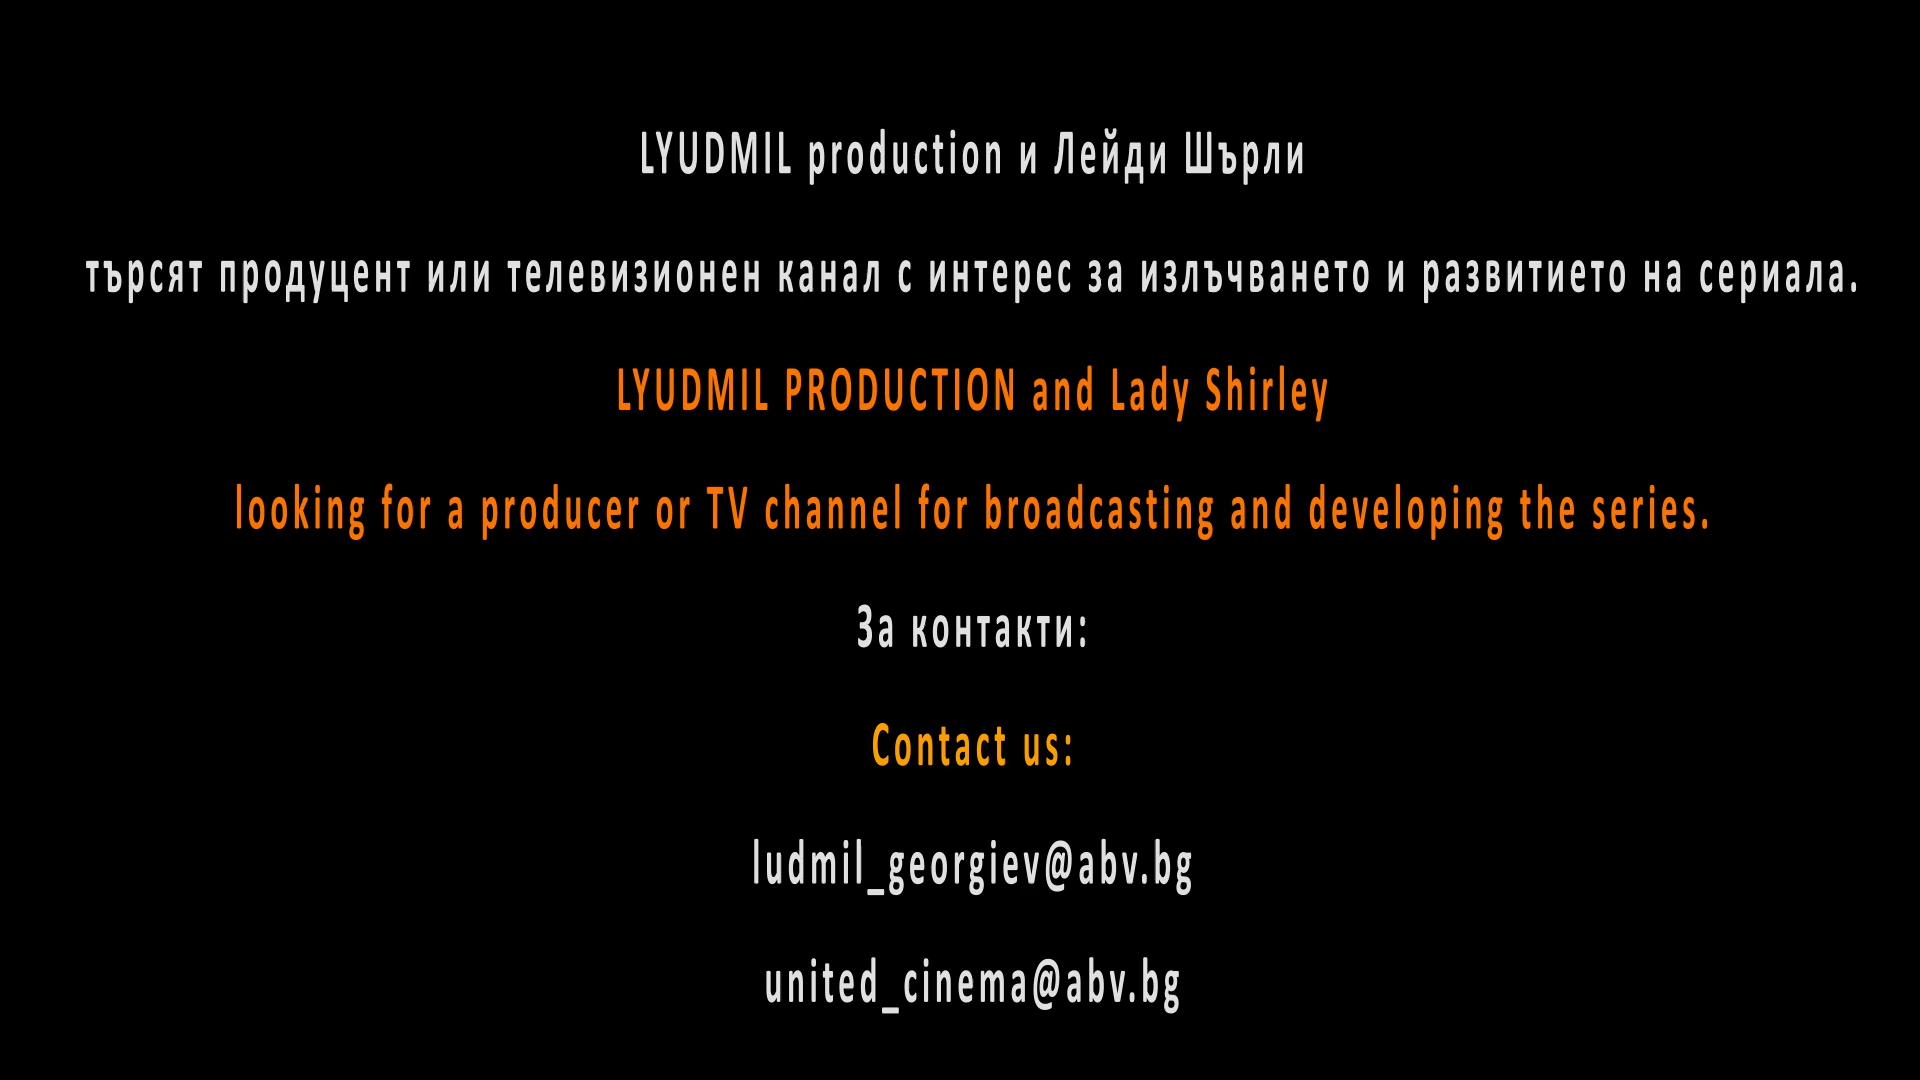 LYUDMIL production и Лейди Шърли
търсят продуцент или телевизионен канал с интерес за излъчването и развитието на сериала.
LYUDMIL PRODUCTION and Lady Shirley
looking for a producer or TV channel for broadcasting and developing the series.
За контакти:
Contact us:
ludmil_georgiev@abv.bg
united_cinema@abv.bg